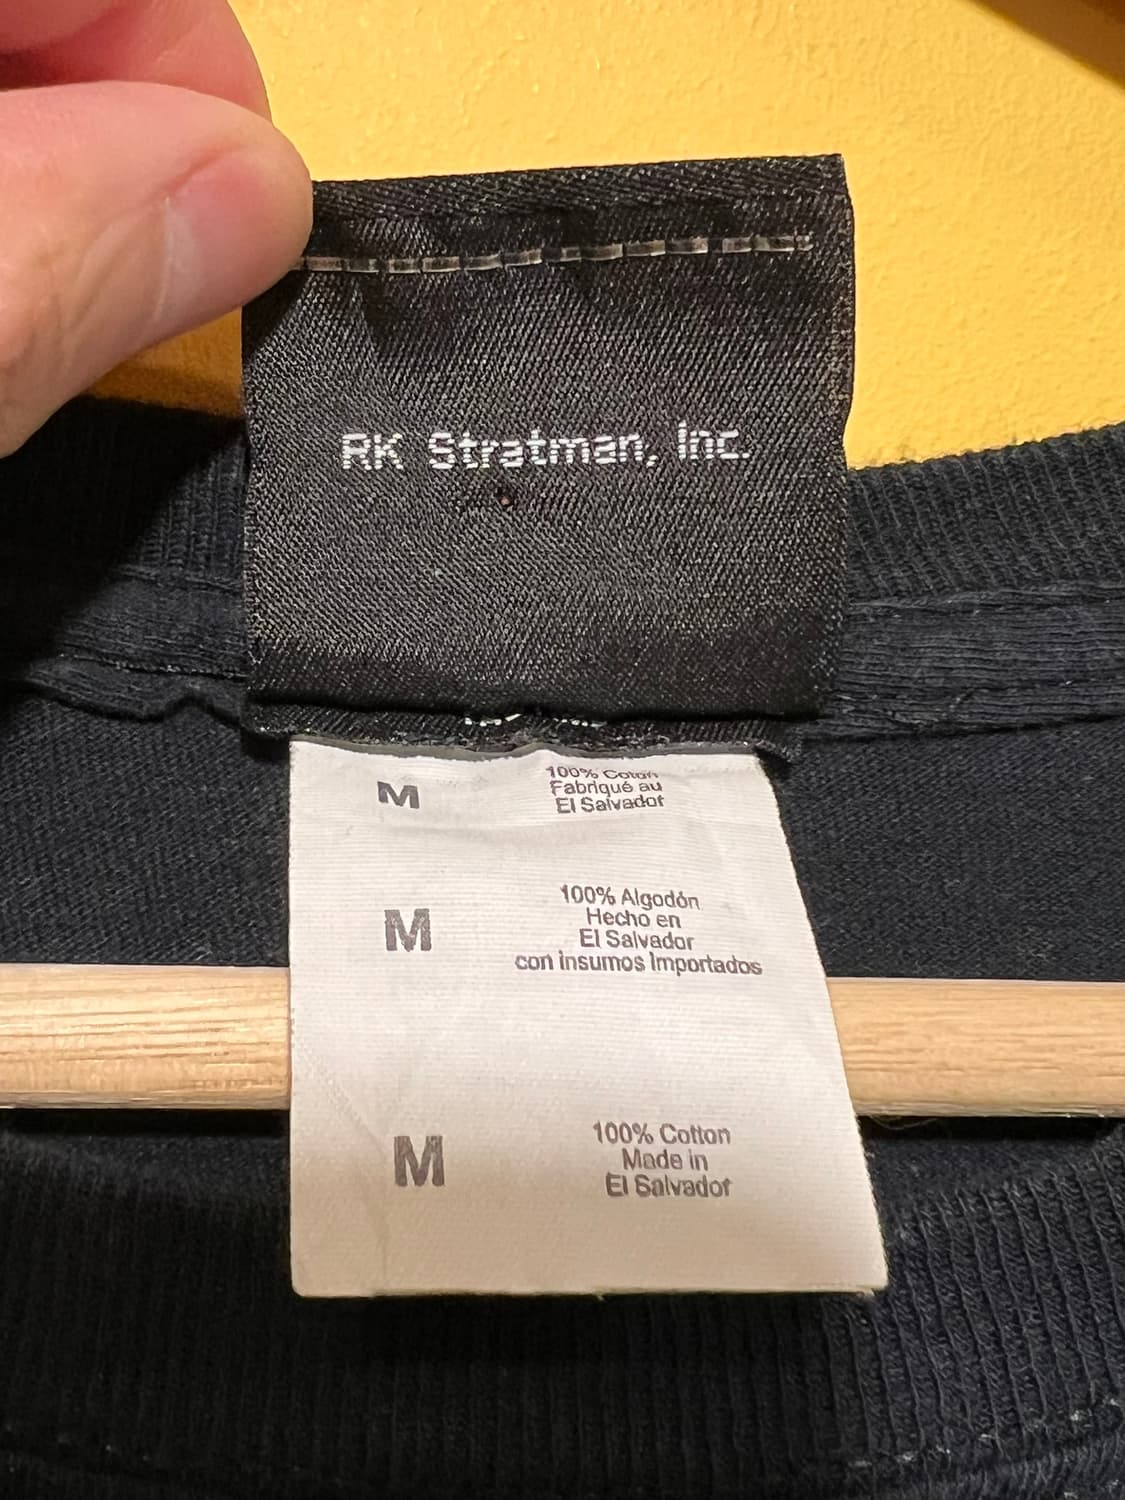 RK Stratman, Inc.
M
100% Coton
Fabriqué au
El Salvador
M
100% Algodón
Hecho en
El Salvador
con insumos Importados
M
100% Cotton
Made in
El Salvador